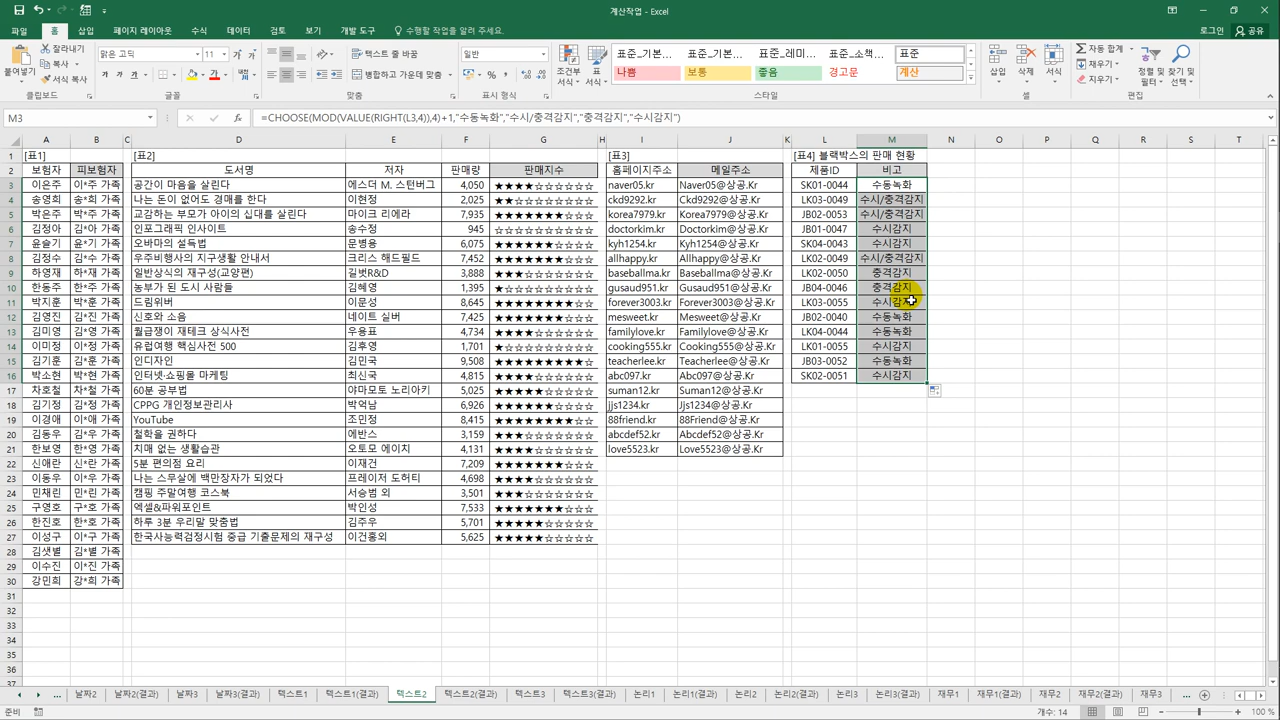 계산작업 - Excel
파일 홈 삽입 페이지 레이아웃 수식 데이터 검토 보기 개발 도구 수행할 작업을 알려 주세요. 로그인 공유
붙여넣기 잘라내기 복사 서식 복사 클립보드
맑은 고딕 11 가 가 가 글꼴
텍스트 줄 바꿈 병합하고 가운데 맞춤 맞춤
일반 % 표시 형식
조건부 서식 표 서식 표준_기본... 표준_기본... 표준_레미... 표준_소책... 표준
나쁨 보통 좋음 경고문 계산 스타일
삽입 삭제 서식 셀
자동 합계 채우기 지우기 정렬 및 필터 찾기 및 선택 편집
M3 =CHOOSE(MOD(VALUE(RIGHT(L3,4)),4)+1,"수동녹화","수시/충격감지","충격감지","수시감지")
A B C D E F G H I J K L M N O P Q R S T
1 [표1] [표2] [표3] [표4] 블랙박스의 판매 현황
2 보험자 피보험자 도서명 저자 판매량 판매지수 홈페이지주소 메일주소 제품ID 비고
3 이은주 이*주 가족 공간이 마음을 살린다 에스더 M. 스턴버그 4,050 ★★★★☆☆☆☆☆☆ naver05.kr Naver05@상공.Kr SK01-0044 수동녹화
4 송영희 송*희 가족 나는 돈이 없어도 경매를 한다 이현정 2,025 ★★☆☆☆☆☆☆☆☆ ckd9292.kr Ckd9292@상공.Kr LK03-0049 수시/충격감지
5 박은주 박*주 가족 교감하는 부모가 아이의 십대를 살린다 마이크 리에라 7,935 ★★★★★★★☆☆☆ korea7979.kr Korea7979@상공.Kr JB02-0053 수시/충격감지
6 김정아 김*아 가족 인포그래픽 인사이트 송수정 945 ☆☆☆☆☆☆☆☆☆☆ doctorkim.kr Doctorkim@상공.Kr JB01-0047 수시감지
7 윤슬기 윤*기 가족 오바마의 설득법 문병용 6,075 ★★★★★★☆☆☆☆ kyh1254.kr Kyh1254@상공.Kr SK04-0043 수시감지
8 김정수 김*수 가족 우주비행사의 지구생활 안내서 크리스 해드필드 7,452 ★★★★★★★☆☆☆ allhappy.kr Allhappy@상공.Kr LK02-0049 수시/충격감지
9 하영재 하*재 가족 일반상식의 재구성(교양편) 길벗R&D 3,888 ★★★☆☆☆☆☆☆☆ baseballma.kr Baseballma@상공.Kr LK02-0050 충격감지
10 한동주 한*주 가족 농부가 된 도시 사람들 김혜영 1,395 ★☆☆☆☆☆☆☆☆☆ gusaud951.kr Gusaud951@상공.Kr JB04-0046 충격감지
11 박지훈 박*훈 가족 드림위버 이문성 8,645 ★★★★★★★★☆☆ forever3003.kr Forever3003@상공.Kr LK03-0055 수시감지
12 김영진 김*진 가족 신호와 소음 네이트 실버 7,425 ★★★★★★★☆☆☆ mesweet.kr Mesweet@상공.Kr JB02-0040 수동녹화
13 김미영 김*영 가족 월급쟁이 재테크 상식사전 우용표 4,734 ★★★★☆☆☆☆☆☆ familylove.kr Familylove@상공.Kr LK04-0044 수동녹화
14 이미정 이*정 가족 유럽여행 핵심사전 500 김후영 1,701 ★☆☆☆☆☆☆☆☆☆ cooking555.kr Cooking555@상공.Kr LK01-0055 수시감지
15 김기훈 김*훈 가족 인디자인 김민국 9,508 ★★★★★★★★★☆ teacherlee.kr Teacherlee@상공.Kr JB03-0052 수동녹화
16 박소현 박*현 가족 인터넷·쇼핑몰 마케팅 최신국 4,815 ★★★★☆☆☆☆☆☆ abc097.kr Abc097@상공.Kr SK02-0051 수시감지
17 차호철 차*철 가족 60분 공부법 야마모토 노리아키 5,025 ★★★★★☆☆☆☆☆ suman12.kr Suman12@상공.Kr
18 김기정 김*정 가족 CPPG 개인정보관리사 박억남 6,926 ★★★★★★☆☆☆☆ jjs1234.kr Jjs1234@상공.Kr
19 이경애 이*애 가족 YouTube 조민정 8,415 ★★★★★★★★☆☆ 88friend.kr 88Friend@상공.Kr
20 김동우 김*우 가족 철학을 권하다 에반스 3,159 ★★★☆☆☆☆☆☆☆ abcdef52.kr Abcdef52@상공.Kr
21 한보영 한*영 가족 치매 없는 생활습관 오토모 에이치 4,131 ★★★★☆☆☆☆☆☆ love5523.kr Love5523@상공.Kr
22 신애란 신*란 가족 5분 편의점 요리 이재건 7,209 ★★★★★★★☆☆☆
23 이동우 이*우 가족 나는 스무살에 백만장자가 되었다 프레이저 도허티 4,698 ★★★★☆☆☆☆☆☆
24 민채린 민*린 가족 캠핑 주말여행 코스북 서승범 외 3,501 ★★★☆☆☆☆☆☆☆
25 구영호 구*호 가족 엑셀&파워포인트 박인성 7,533 ★★★★★★★☆☆☆
26 한진호 한*호 가족 하루 3분 우리말 맞춤법 김주우 5,701 ★★★★★☆☆☆☆☆
27 이성구 이*구 가족 한국사능력검정시험 중급 기출문제의 재구성 이건홍외 5,625 ★★★★★☆☆☆☆☆
28 김샛별 김*별 가족
29 이수진 이*진 가족
30 강민희 강*희 가족
31
32
33
34
35
36
37
... 날짜2 날짜2(결과) 날짜3 날짜3(결과) 텍스트1 텍스트1(결과) 텍스트2 텍스트2(결과) 텍스트3 텍스트3(결과) 논리1 논리1(결과) 논리2 논리2(결과) 논리3 논리3(결과) 재무1 재무1(결과) 재무2 재무2(결과) 재무3 ...
준비 개수: 14 100 %